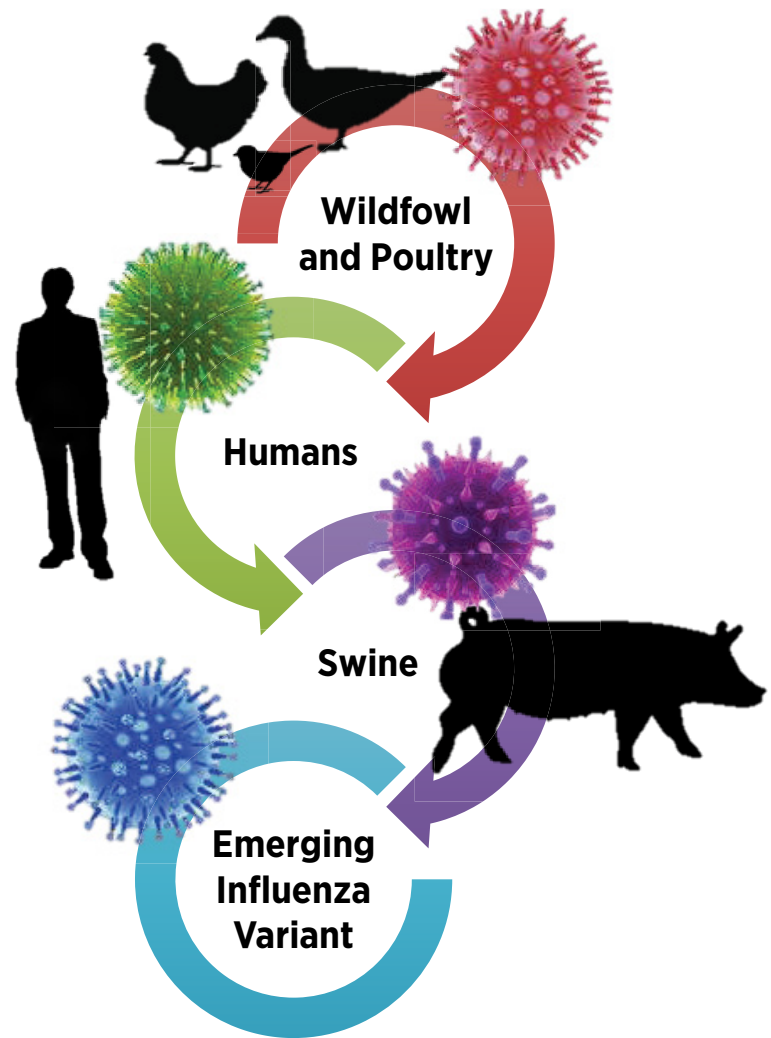 Wildfowl
and Poultry
Humans
Swine
Emerging
Influenza
Variant